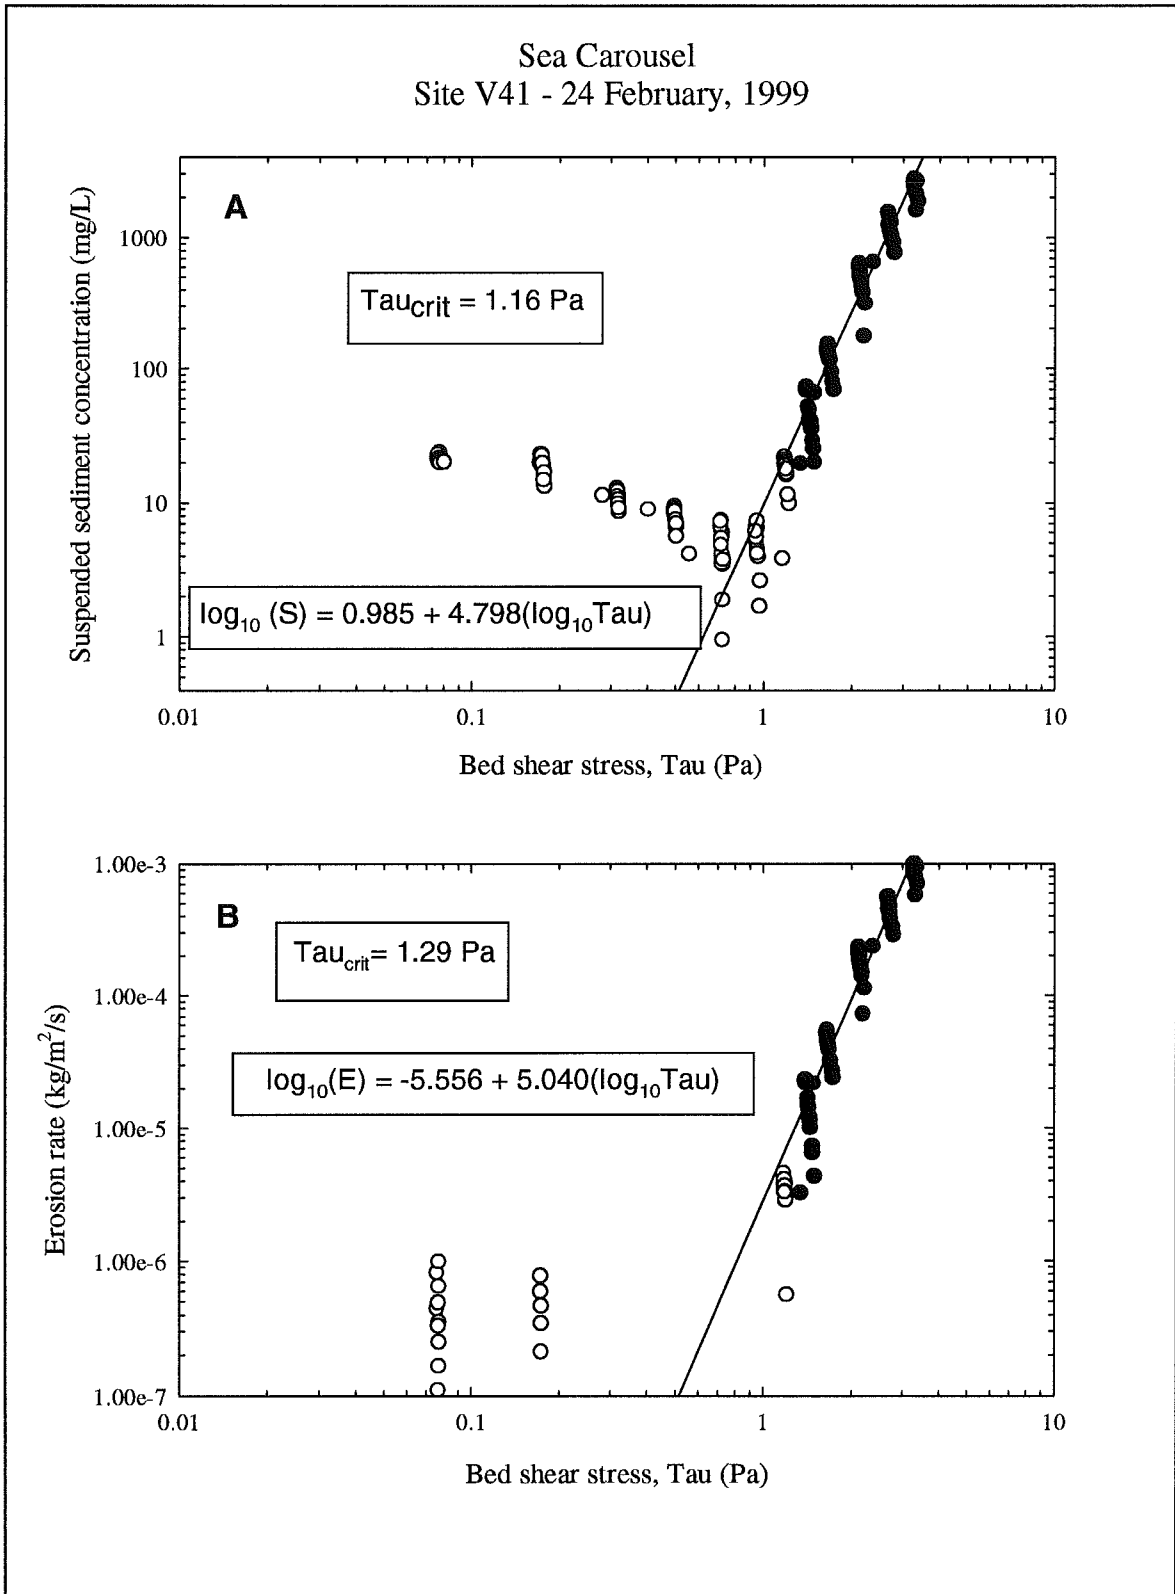 Sea Carousel
Site V41 - 24 February, 1999
A
Tau_crit = 1.16 Pa
log₁₀ (S) = 0.985 + 4.798(log₁₀Tau)
Suspended sediment concentration (mg/L)
1000
100
10
1
0.01 0.1 1 10
Bed shear stress, Tau (Pa)
B
Tau_crit= 1.29 Pa
log₁₀(E) = -5.556 + 5.040(log₁₀Tau)
Erosion rate (kg/m²/s)
1.00e-3
1.00e-4
1.00e-5
1.00e-6
1.00e-7
0.01 0.1 1 10
Bed shear stress, Tau (Pa)